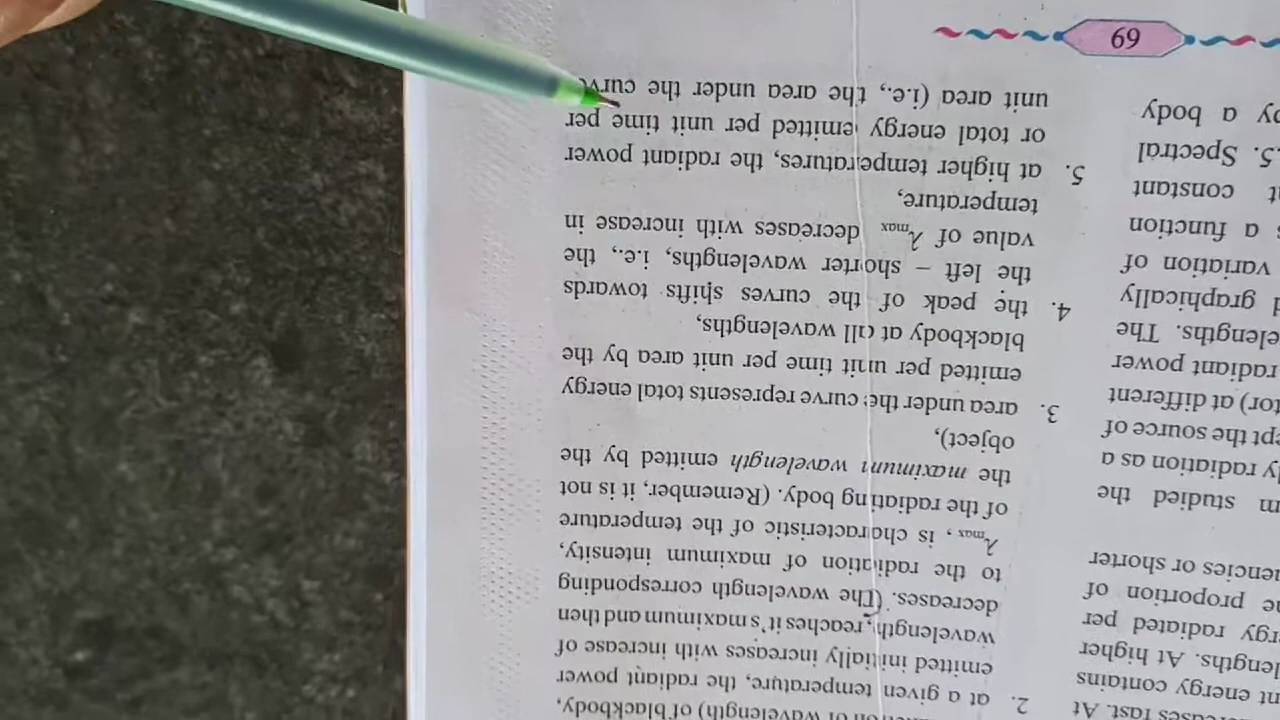 fast. At
energy contains
lengths. At higher
radiated per
proportion of
or shorter
studied the
radiation as a
the source of
at different
radiant power
The
graphically
variation of
a function
constant
.5. Spectral
a body
of wavelength) of blackbody,
2. at a given temperature, the radiant power
emitted initially increases with increase of
wavelength, reaches it's maximum and then
decreases. (The wavelength corresponding
to the radiation of maximum intensity,
λmax, is characteristic of the temperature
of the radiating body. (Remember, it is not
the maximum wavelength emitted by the
object),
3. area under the curve represents total energy
emitted per unit time per unit area by the
blackbody at all wavelengths,
4. the peak of the curves shifts towards
the left – shorter wavelengths, i.e., the
value of λmax decreases with increase in
temperature,
5. at higher temperatures, the radiant power
or total energy emitted per unit time per
unit area (i.e., the area under the curve
69